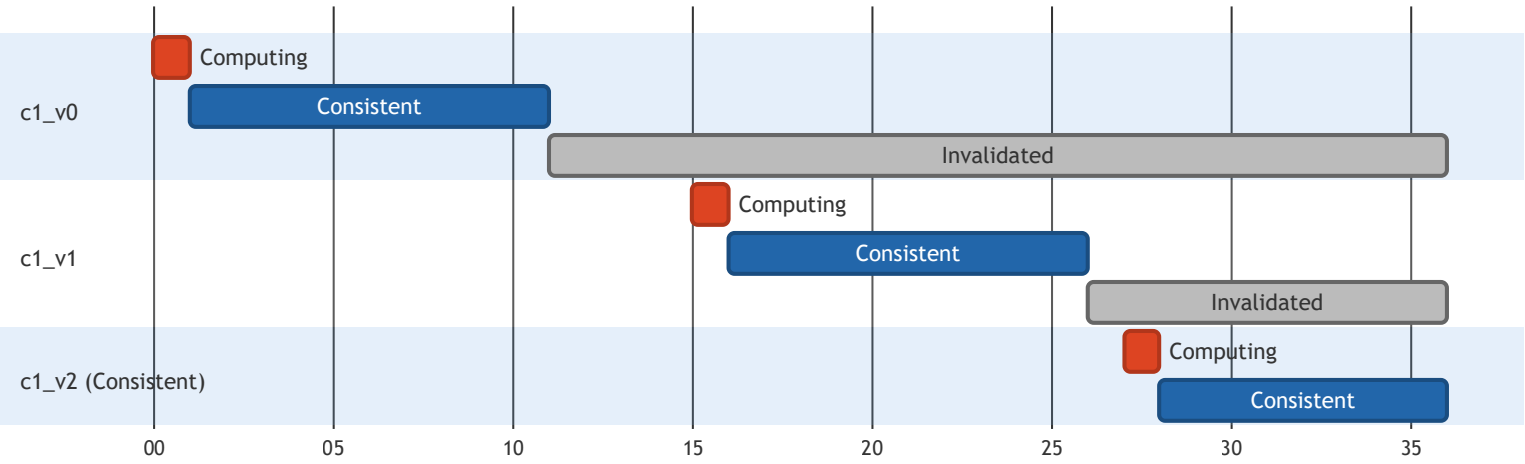 Computing
c1_v0
Consistent
Invalidated
Computing
c1_v1
Consistent
Invalidated
Computing
c1_v2 (Consistent)
Consistent
00 05 10 15 20 25 30 35